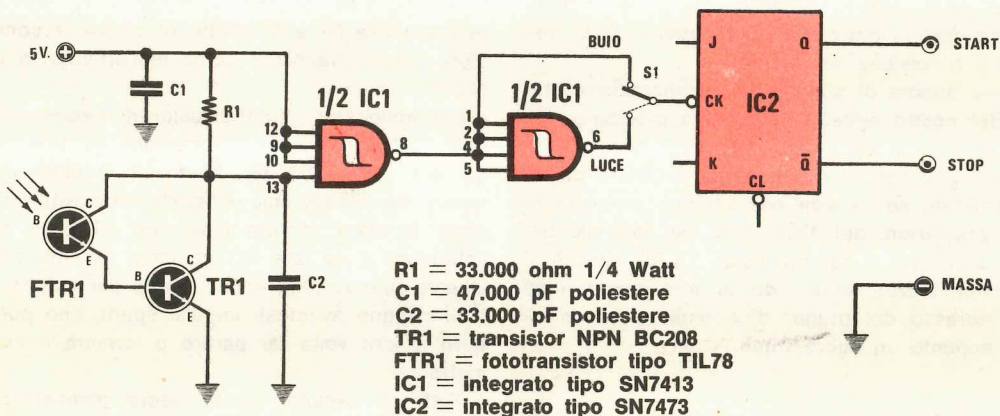 5 V.
C1
R1
1/2 IC1
12
9
10
13
8
BUIO
S1
1/2 IC1
1
2
4
5
6
LUCE
J
Q
CK
IC2
K
Q̅
CL
START
STOP
MASSA
C
B
E
FTR1
B
C
E
TR1
C2
R1 = 33.000 ohm 1/4 Watt
C1 = 47.000 pF poliestere
C2 = 33.000 pF poliestere
TR1 = transistor NPN BC208
FTR1 = fototransistor tipo TIL78
IC1 = integrato tipo SN7413
IC2 = integrato tipo SN7473